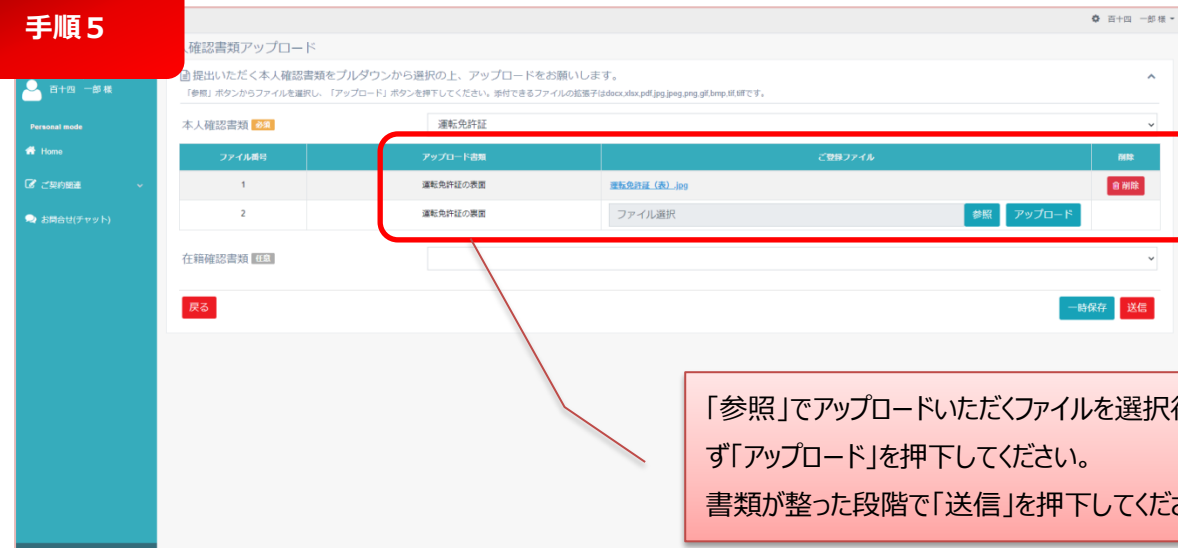 手順５
百十四 一郎 様
人確認書類アップロード
提出いただく本人確認書類をプルダウンから選択の上、アップロードをお願いします。
百十四 一郎 様
「参照」ボタンからファイルを選択し、「アップロード」ボタンを押下してください。添付できるファイルの拡張子はdocx,xlsx,pdf,jpg,jpeg,png,gif,bmp,tif,tiffです。
Personal mode
本人確認書類 必須
運転免許証
Home
ファイル番号 アップロード書類 ご登録ファイル 削除
ご契約関連
1 運転免許証の表面 運転免許証（表）.jpg 削除
お問合せ(チャット)
2 運転免許証の裏面 ファイル選択 参照 アップロード
在籍確認書類 任意
戻る 一時保存 送信
「参照」でアップロードいただくファイルを選択
ず「アップロード」を押下してください。
書類が整った段階で「送信」を押下してくだ